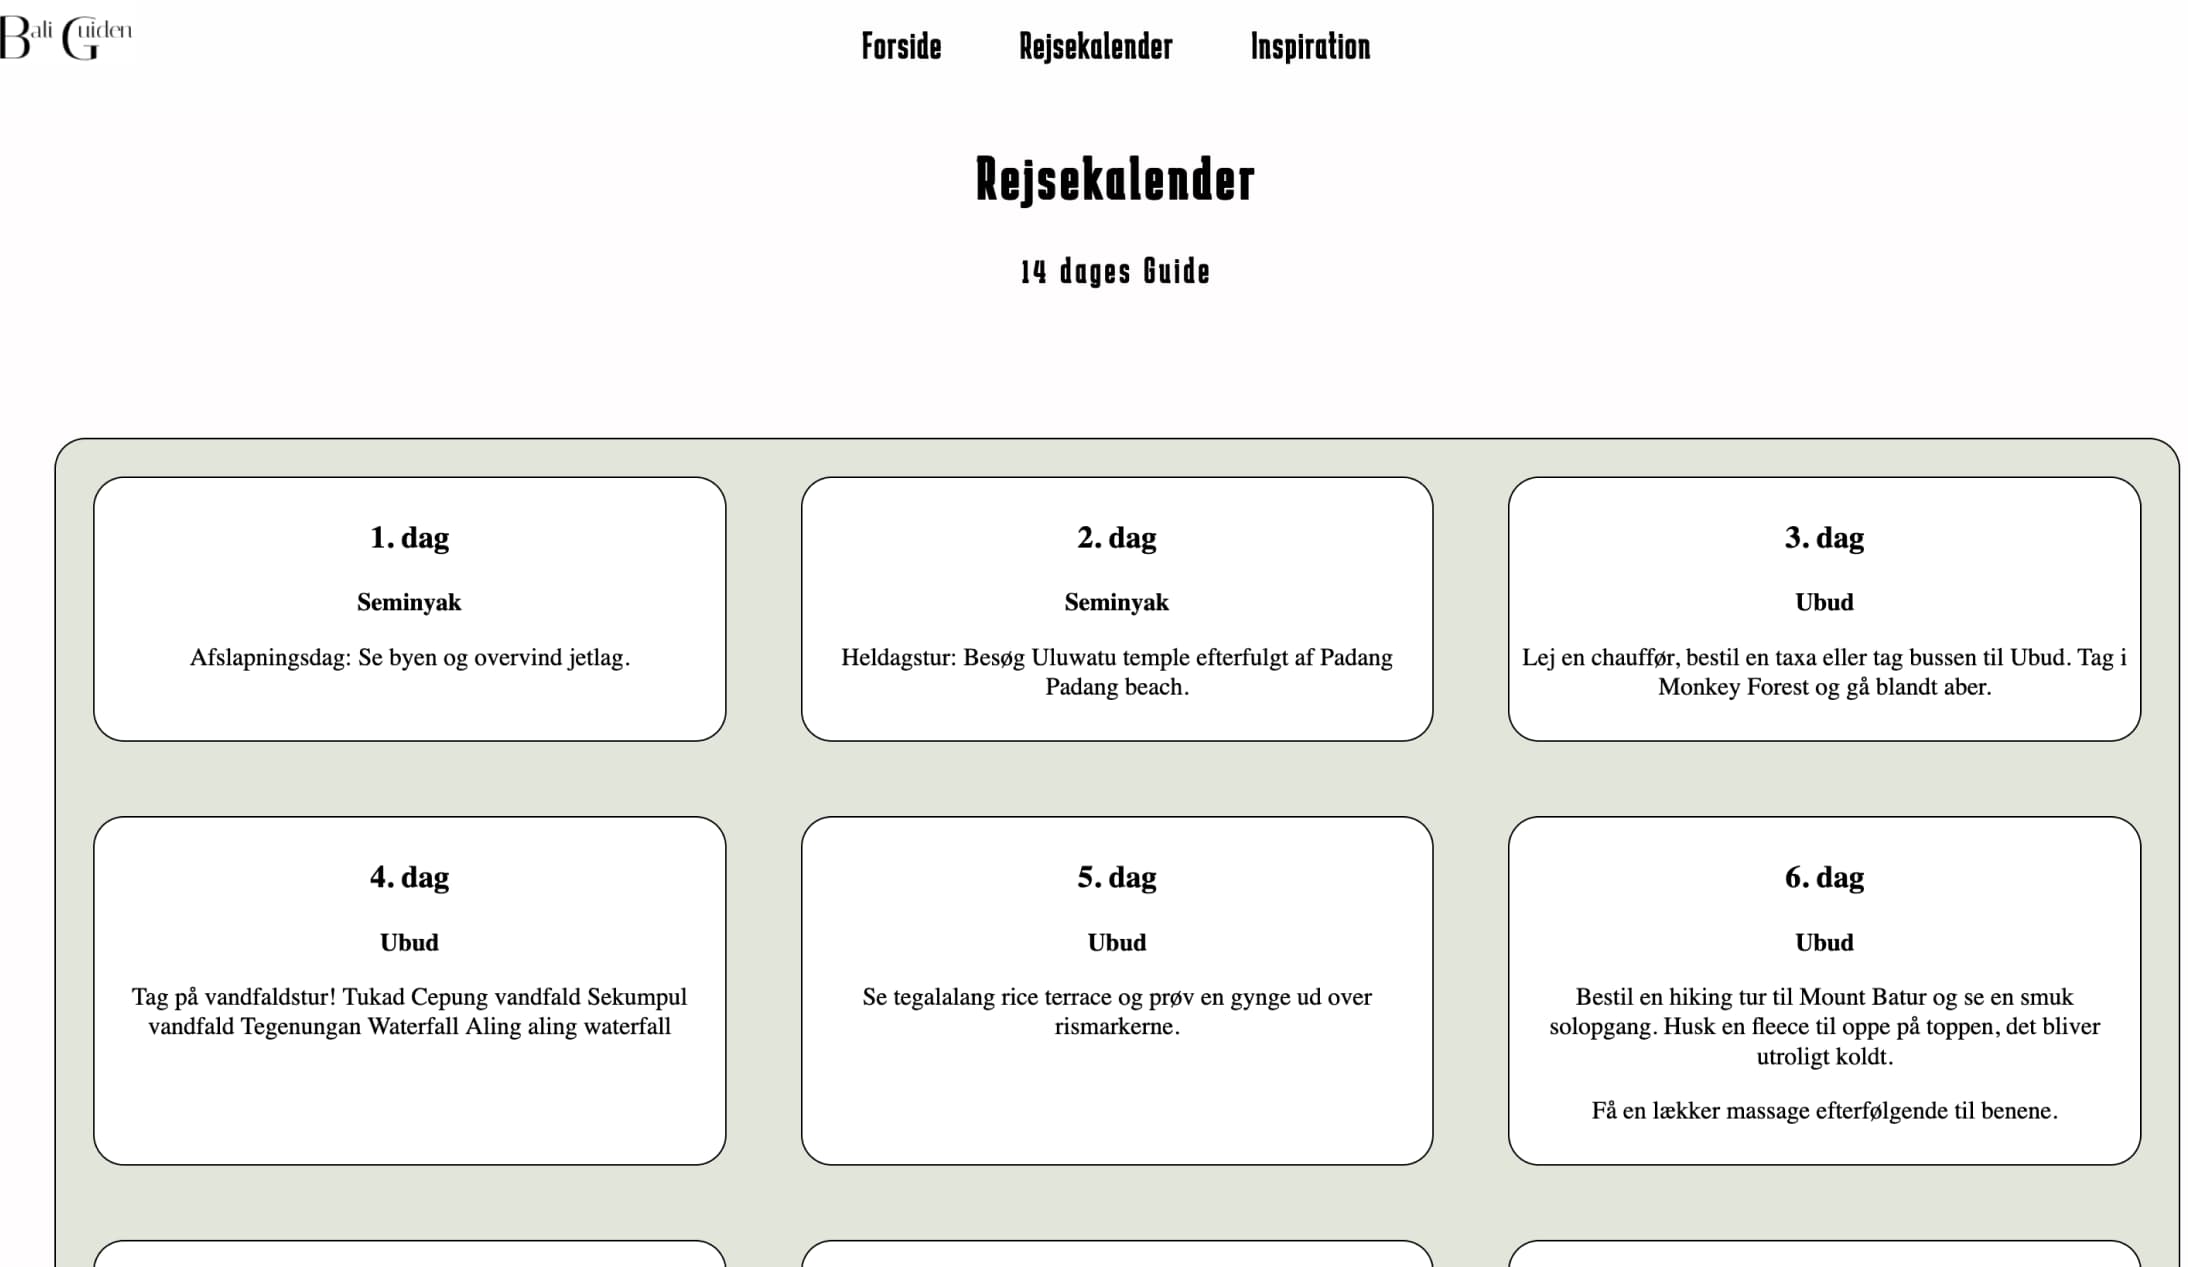 Bali Guiden
Forside
Rejsekalender
Inspiration
Rejsekalender
14 dages Guide
1. dag
Seminyak
Afslapningsdag: Se byen og overvind jetlag.
2. dag
Seminyak
Heldagstur: Besøg Uluwatu temple efterfulgt af Padang
Padang beach.
3. dag
Ubud
Lej en chauffør, bestil en taxa eller tag bussen til Ubud. Tag i
Monkey Forest og gå blandt aber.
4. dag
Ubud
Tag på vandfaldstur! Tukad Cepung vandfald Sekumpul
vandfald Tegenungan Waterfall Aling aling waterfall
5. dag
Ubud
Se tegalalang rice terrace og prøv en gynge ud over
rismarkerne.
6. dag
Ubud
Bestil en hiking tur til Mount Batur og se en smuk
solopgang. Husk en fleece til oppe på toppen, det bliver
utroligt koldt.
Få en lækker massage efterfølgende til benene.